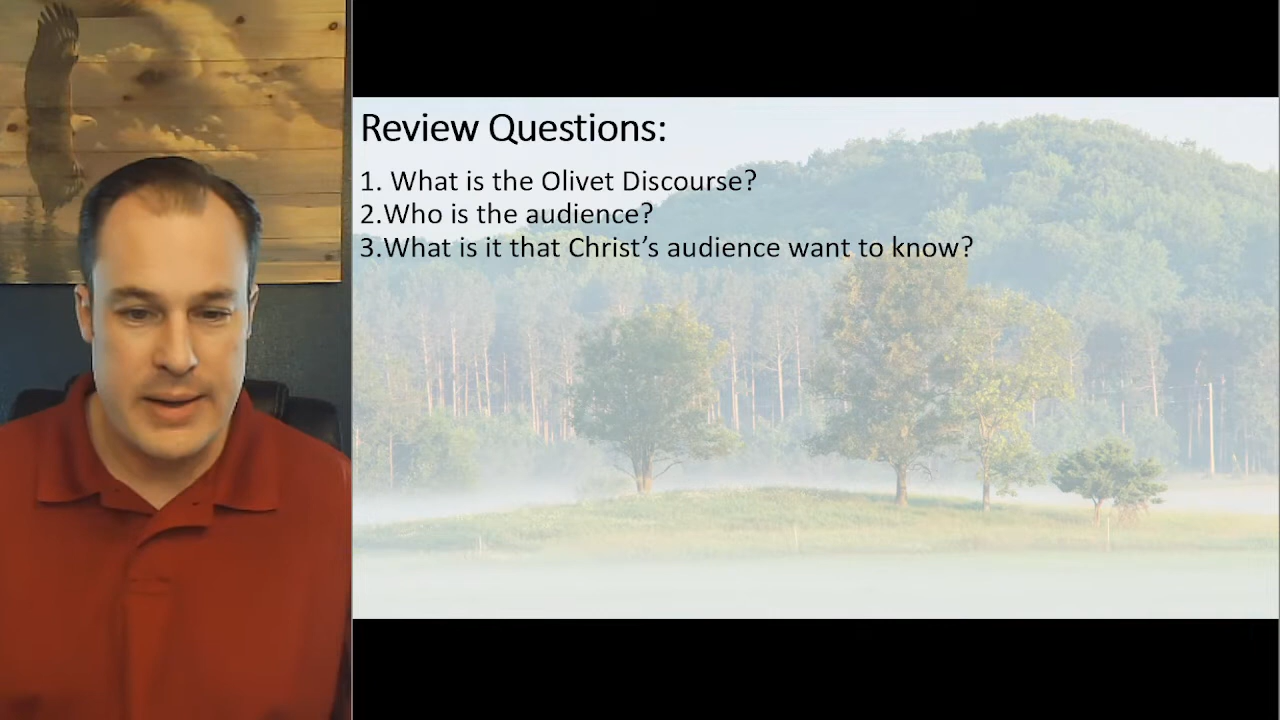 Review Questions:
1. What is the Olivet Discourse?
2.Who is the audience?
3.What is it that Christ’s audience want to know?